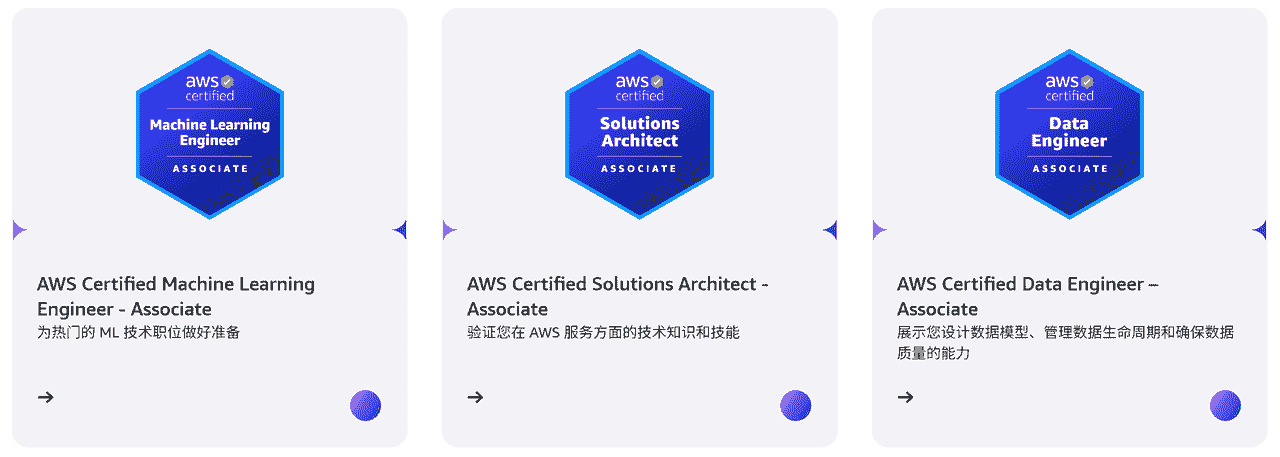 aws
certified
Machine Learning
Engineer
ASSOCIATE
AWS Certified Machine Learning
Engineer - Associate
为热门的 ML 技术职位做好准备
aws
certified
Solutions
Architect
ASSOCIATE
AWS Certified Solutions Architect -
Associate
验证您在 AWS 服务方面的技术知识和技能
aws
certified
Data
Engineer
ASSOCIATE
AWS Certified Data Engineer –
Associate
展示您设计数据模型、管理数据生命周期和确保数据
质量的能力